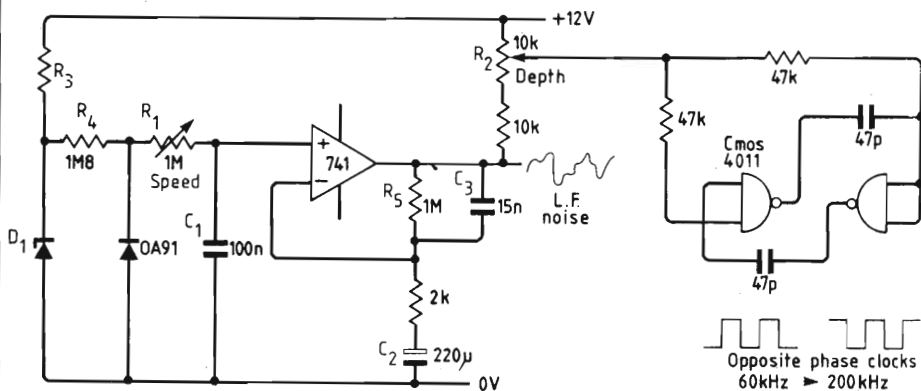 +12V
R3
R4
1M8
R1
1M
Speed
D1
OA91
C1
100n
+
−
741
R5
1M
C3
15n
2k
C2
220µ
0V
R2
10k
Depth
10k
L.F.
noise
47k
47k
Cmos
4011
47p
47p
Opposite phase clocks
60kHz ► 200kHz